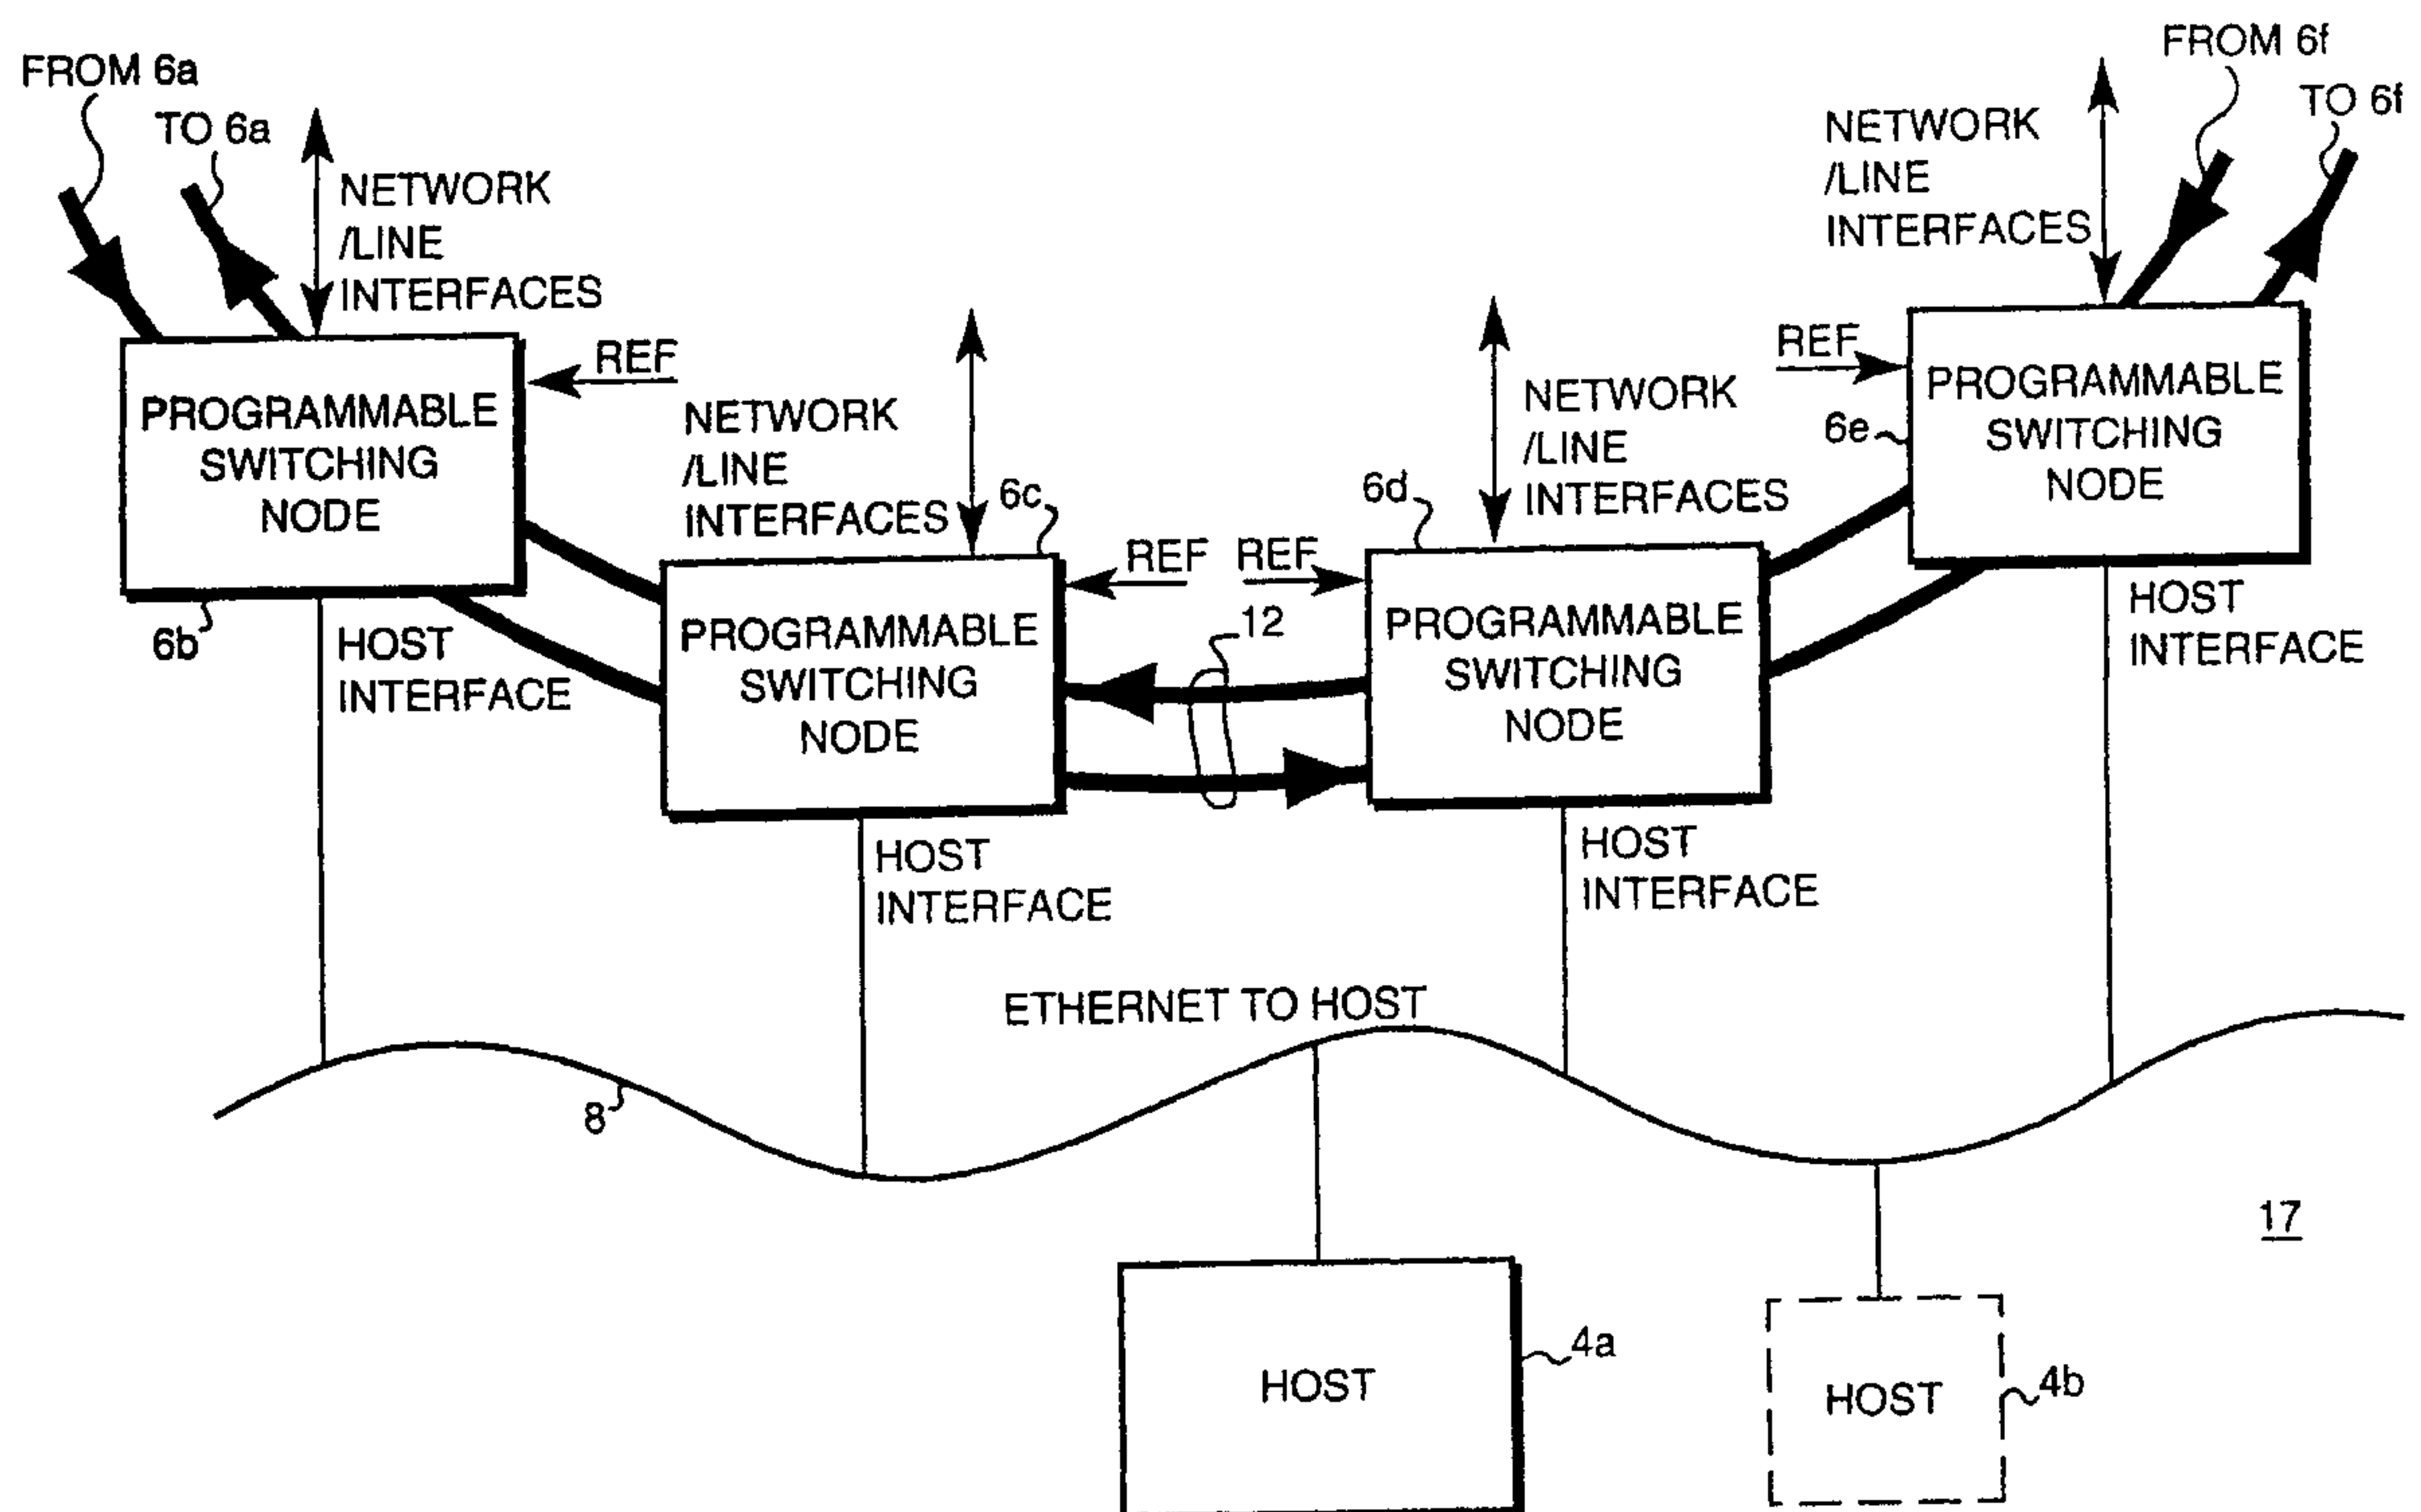 FROM 6a
TO 6a
NETWORK
/LINE
INTERFACES
REF
PROGRAMMABLE
SWITCHING
NODE
6b
HOST
INTERFACE
NETWORK
/LINE
INTERFACES
6c
REF
PROGRAMMABLE
SWITCHING
NODE
HOST
INTERFACE
12
REF
6d
NETWORK
/LINE
INTERFACES
PROGRAMMABLE
SWITCHING
NODE
HOST
INTERFACE
FROM 6f
TO 6f
NETWORK
/LINE
INTERFACES
REF
6e
PROGRAMMABLE
SWITCHING
NODE
HOST
INTERFACE
ETHERNET TO HOST
8
17
HOST
4a
HOST
4b